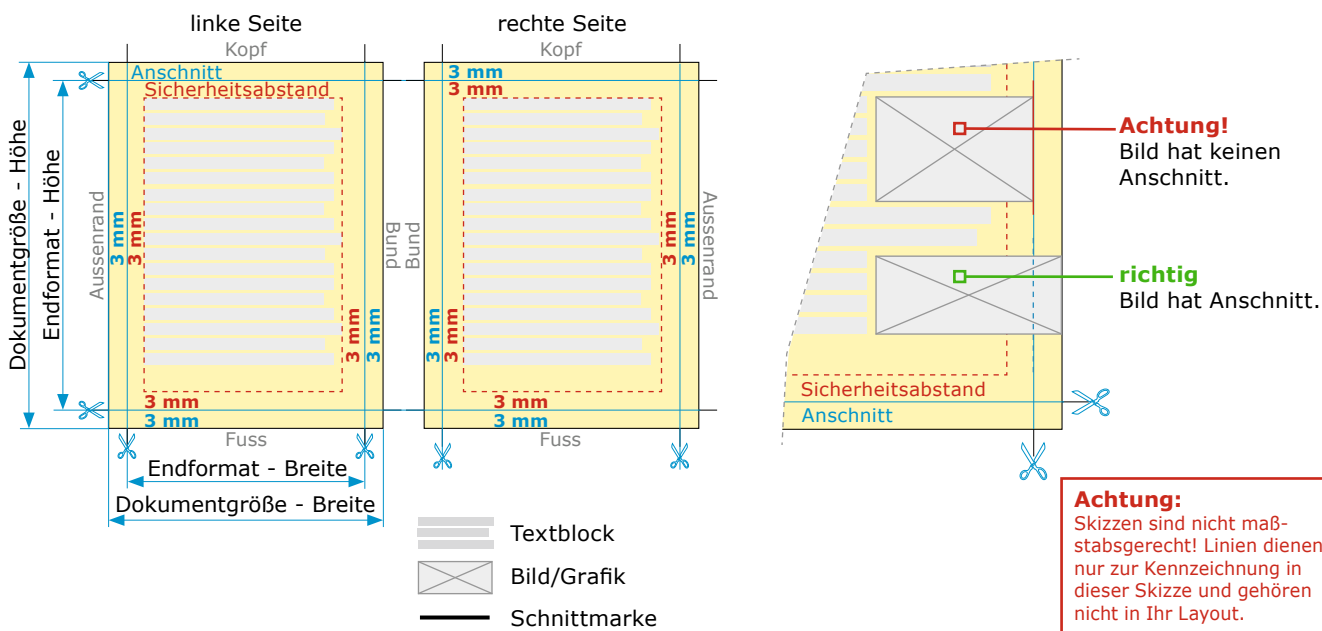 linke Seite
rechte Seite
Kopf
Kopf
Anschnitt
Sicherheitsabstand
3 mm
3 mm
Dokumentgröße - Höhe
Endformat - Höhe
Aussenrand
3 mm
3 mm
3 mm
3 mm
Bund
Bund
3 mm
3 mm
3 mm
3 mm
Aussenrand
3 mm
3 mm
3 mm
3 mm
Fuss
Fuss
Endformat - Breite
Dokumentgröße - Breite
Textblock
Bild/Grafik
Schnittmarke
Achtung!
Bild hat keinen
Anschnitt.
richtig
Bild hat Anschnitt.
Sicherheitsabstand
Anschnitt
Achtung:
Skizzen sind nicht maß-
stabsgerecht! Linien dienen
nur zur Kennzeichnung in
dieser Skizze und gehören
nicht in Ihr Layout.